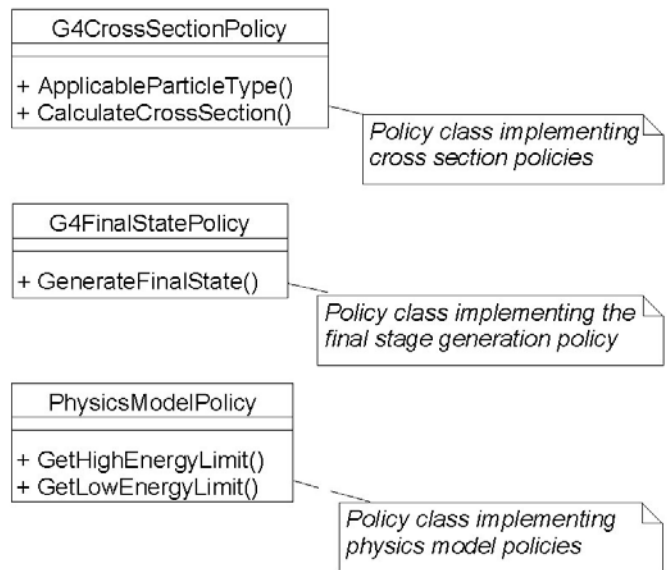 G4CrossSectionPolicy
+ ApplicableParticleType()
+ CalculateCrossSection()
Policy class implementing
cross section policies
G4FinalStatePolicy
+ GenerateFinalState()
Policy class implementing the
final stage generation policy
PhysicsModelPolicy
+ GetHighEnergyLimit()
+ GetLowEnergyLimit()
Policy class implementing
physics model policies